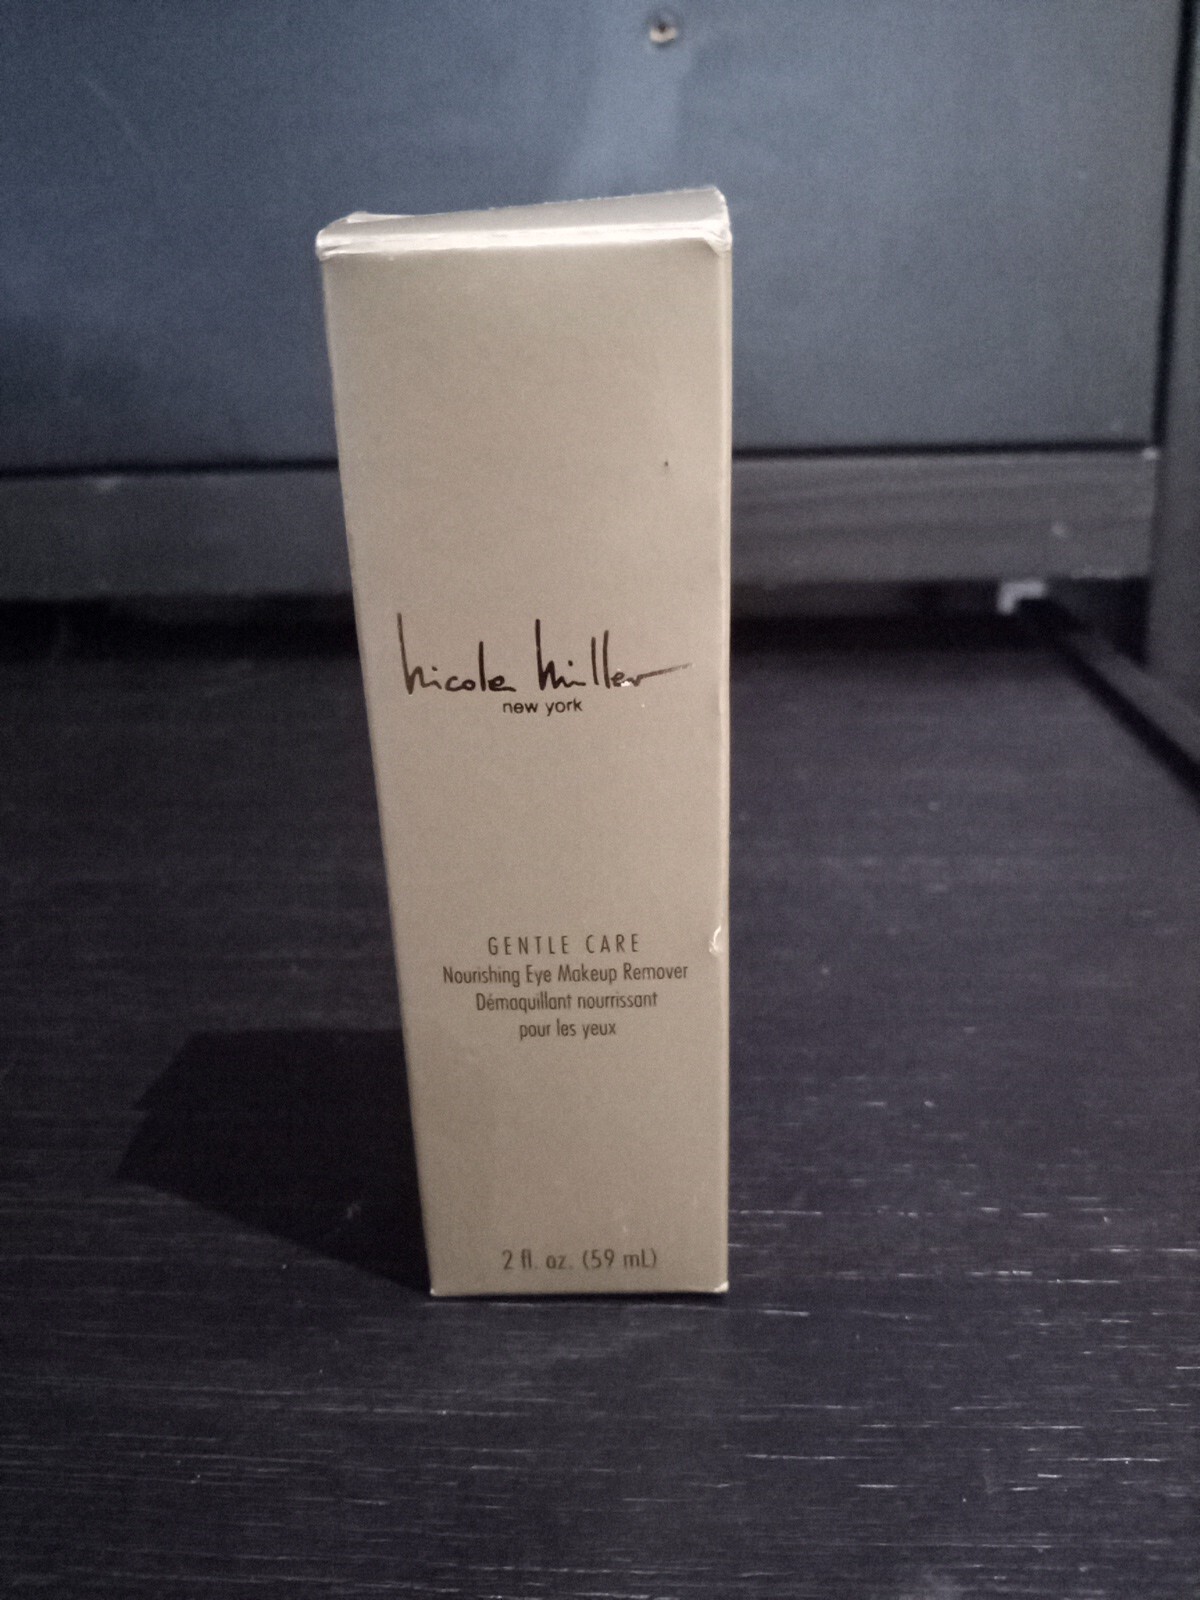 nicole miller
new york
GENTLE CARE
Nourishing Eye Makeup Remover
Démaquillant nourrissant
pour les yeux
2 fl. oz. (59 mL)